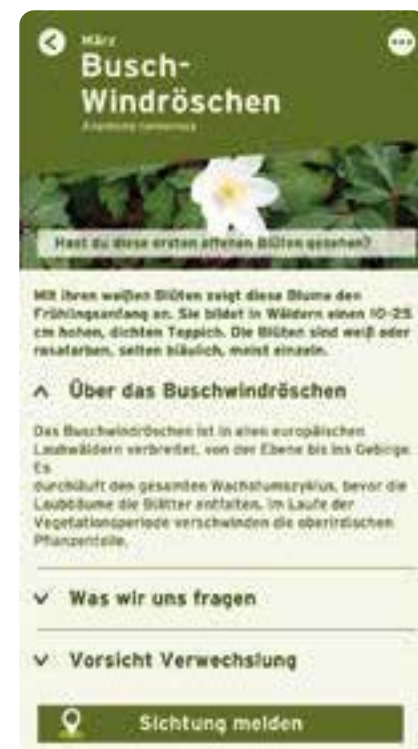 März
Busch-
Windröschen
Anemone nemorosa
Hast du diese ersten offenen Blüten gesehen?
Mit ihren weißen Blüten zeigt diese Blume den
Frühlingsanfang an. Sie bildet in Wäldern einen 10-25
cm hohen, dichten Teppich. Die Blüten sind weiß oder
rosafarben, selten bläulich, meist einzeln.
Über das Buschwindröschen
Das Buschwindröschen ist in allen europäischen
Laubwäldern verbreitet, von der Ebene bis ins Gebirge.
Es
durchläuft den gesamten Wachstumszyklus, bevor die
Laubbäume die Blätter entfalten. Im Laufe der
Vegetationsperiode verschwinden die oberirdischen
Pflanzenteile.
Was wir uns fragen
Vorsicht Verwechslung
Sichtung melden